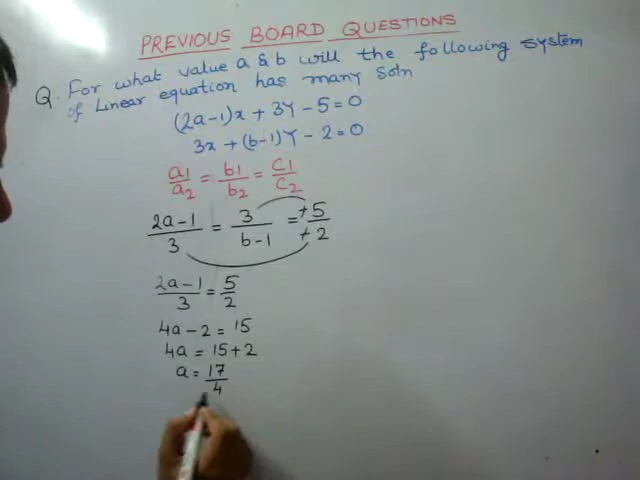 PREVIOUS BOARD QUESTIONS
Q. For what value a & b will the following system
of Linear equation has many Soln
(2a-1)x + 3Y - 5 = 0
3x + (b-1)Y - 2 = 0
a1/a2 = b1/b2 = C1/C2
2a-1/3 = 3/b-1 = +5/+2
2a-1/3 = 5/2
4a - 2 = 15
4a = 15 + 2
a = 17/4